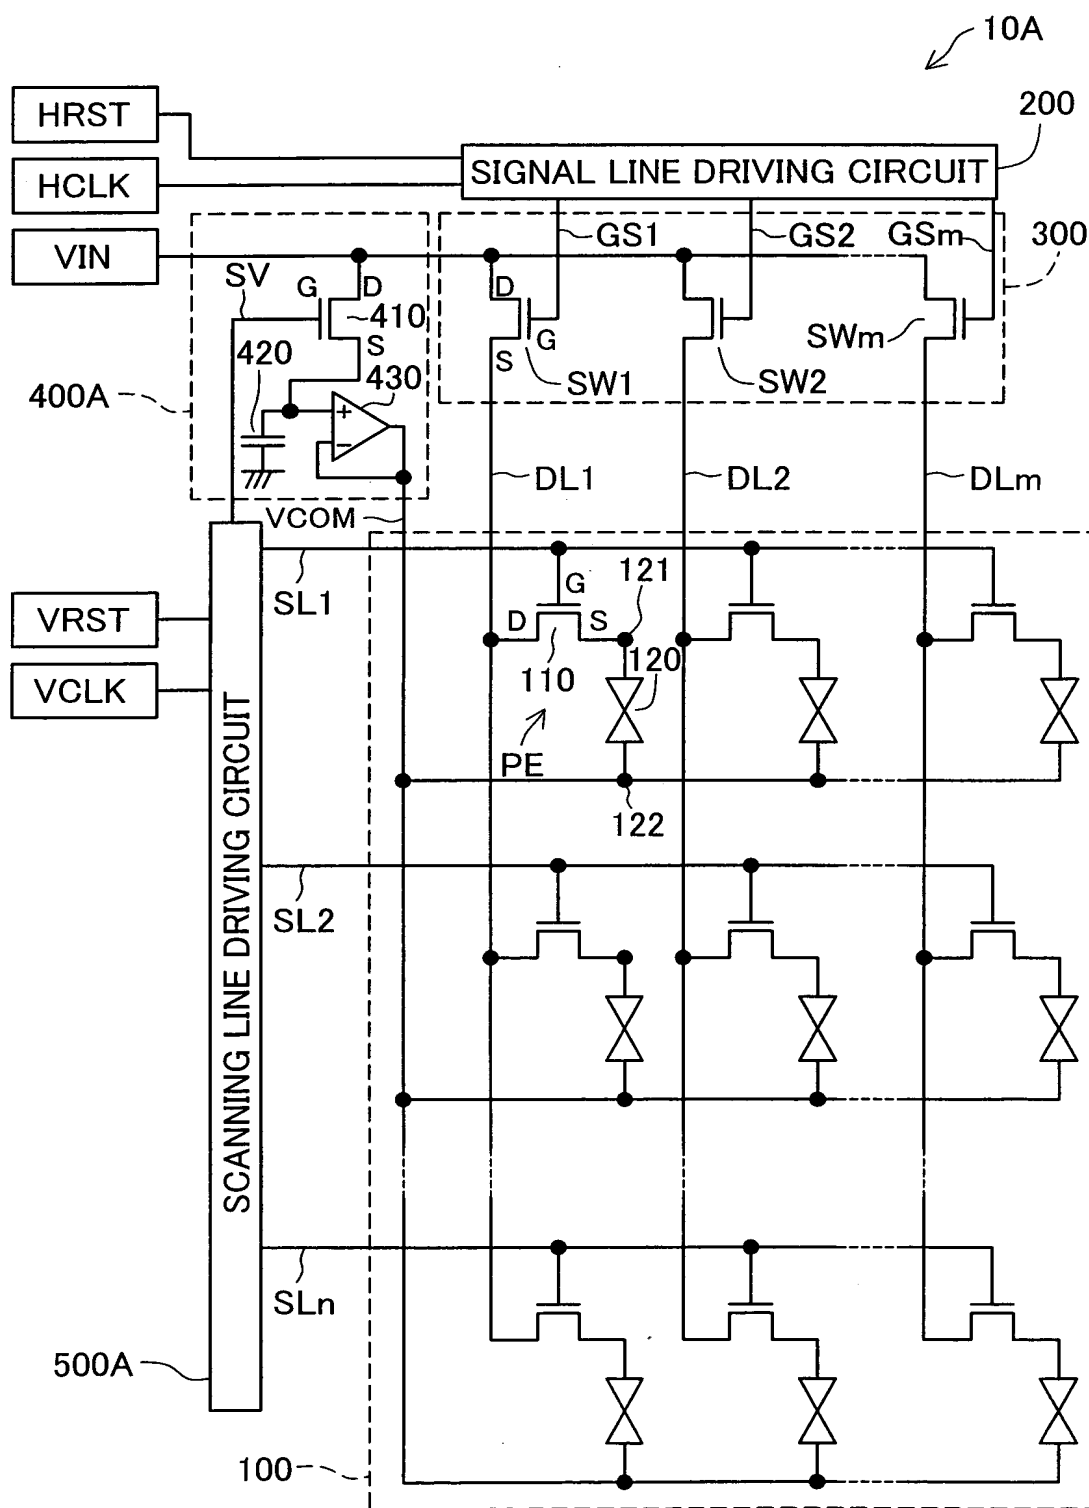 10A
HRST
200
SIGNAL LINE DRIVING CIRCUIT
HCLK
GS1
GS2
GSm
300
VIN
SV
G
D
D
410
S
G
S
SW1
SW2
SWm
420
430
400A
+
−
DL1
DL2
DLm
VCOM
SL1
G
121
D
S
VRST
110
120
VCLK
PE
122
SCANNING LINE DRIVING CIRCUIT
SL2
SLn
500A
100